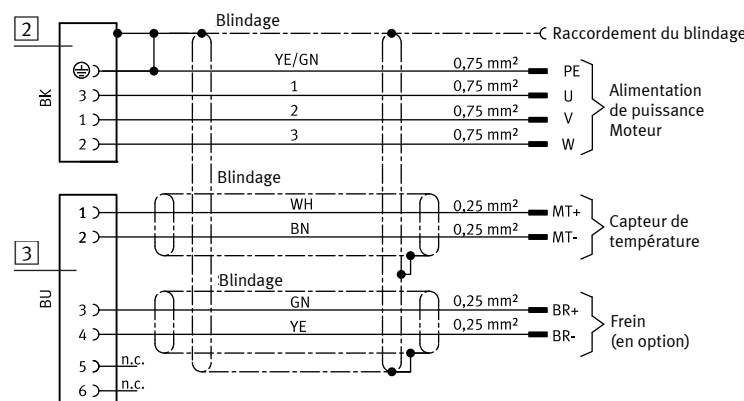 2
Blindage
Raccordement du blindage
BK
YE/GN 0,75 mm² PE
3 1 0,75 mm² U
1 2 0,75 mm² V
2 3 0,75 mm² W
Alimentation
de puissance
Moteur
Blindage
1 WH 0,25 mm² MT+
2 BN 0,25 mm² MT-
Capteur de
température
3
BU
Blindage
3 GN 0,25 mm² BR+
4 YE 0,25 mm² BR-
Frein
(en option)
5 n.c.
6 n.c.